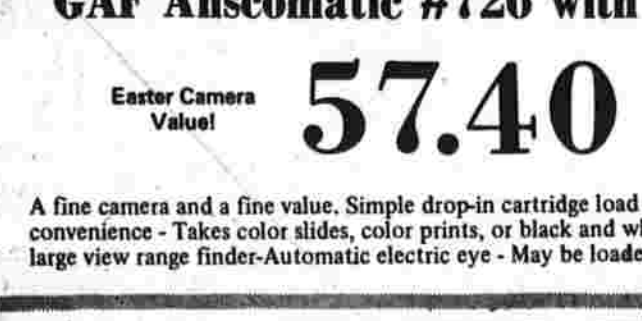 GAF Anscomatic #726 with
Easter Camera
Value!
57.40
A fine camera and a fine value. Simple drop-in cartridge load
convenience - Takes color slides, color prints, or black and wh
large view range finder-Automatic electric eye - May be loade